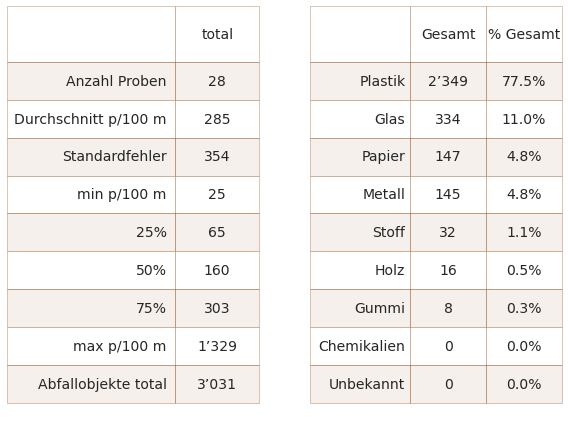 total
Anzahl Proben 28
Durchschnitt p/100 m 285
Standardfehler 354
min p/100 m 25
25% 65
50% 160
75% 303
max p/100 m 1’329
Abfallobjekte total 3’031
Gesamt % Gesamt
Plastik 2’349 77.5%
Glas 334 11.0%
Papier 147 4.8%
Metall 145 4.8%
Stoff 32 1.1%
Holz 16 0.5%
Gummi 8 0.3%
Chemikalien 0 0.0%
Unbekannt 0 0.0%